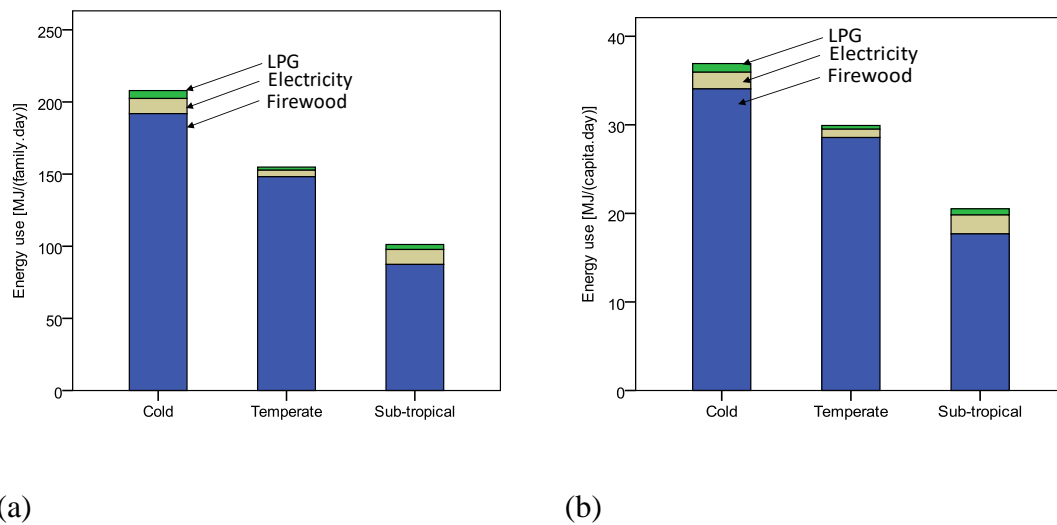 250
200
150
100
50
0
Energy use [MJ/(family.day)]
LPG
Electricity
Firewood
Cold Temperate Sub-tropical
(a)
40
30
20
10
0
Energy use [MJ/(capita.day)]
LPG
Electricity
Firewood
Cold Temperate Sub-tropical
(b)